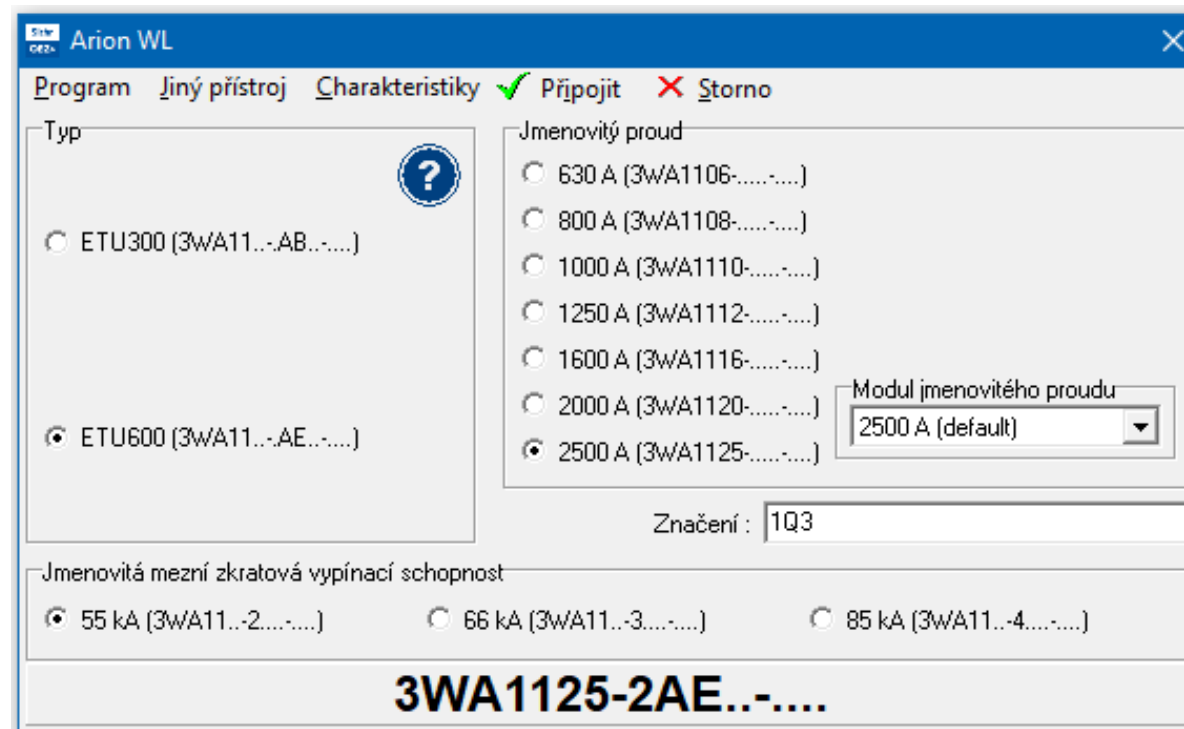 Arion WL
Program Jiný přístroj Charakteristiky Připojit Storno
Typ
?
ETU300 (3WA11..-.AB..-....)
ETU600 (3WA11..-.AE..-....)
Jmenovitý proud
630 A (3WA1106-.....-....)
800 A (3WA1108-.....-....)
1000 A (3WA1110-.....-....)
1250 A (3WA1112-.....-....)
1600 A (3WA1116-.....-....)
2000 A (3WA1120-.....-....)
2500 A (3WA1125-.....-....)
Modul jmenovitého proudu
2500 A (default)
Značení : 1Q3
Jmenovitá mezní zkratová vypínací schopnost
55 kA (3WA11..-2....-....) 66 kA (3WA11..-3....-....) 85 kA (3WA11..-4....-....)
3WA1125-2AE..-....